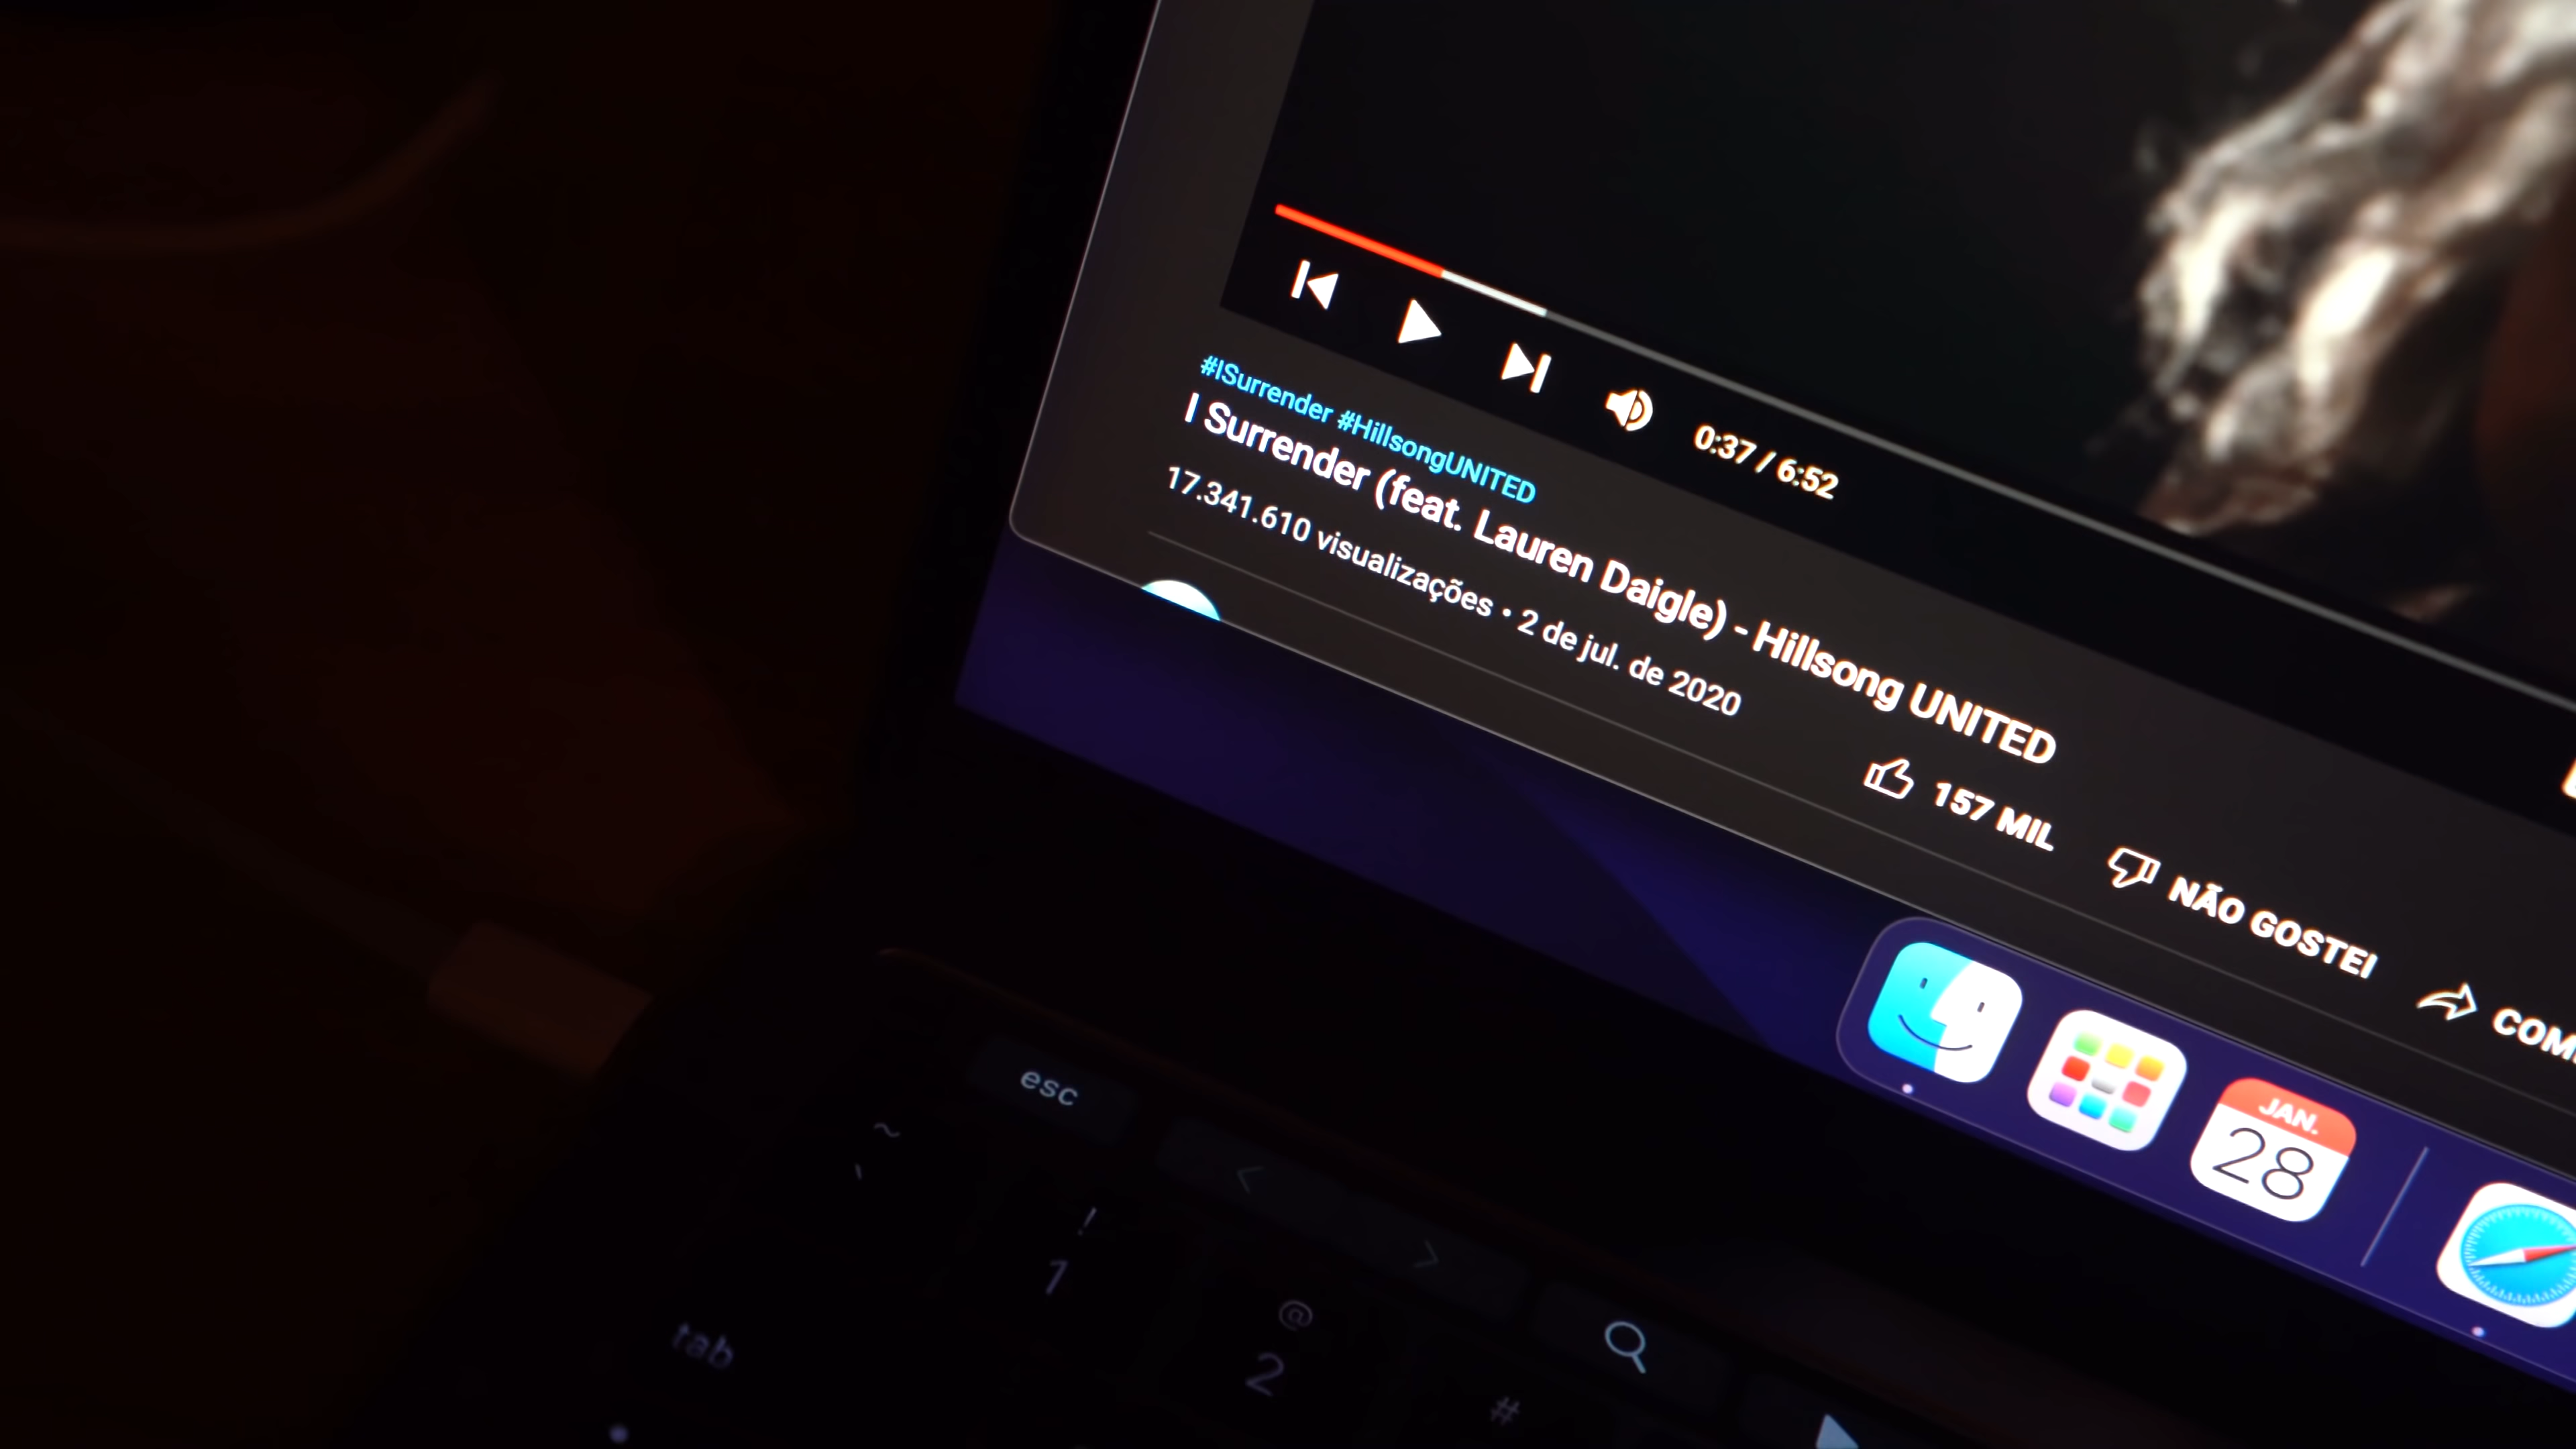 0:37 / 6:52
#ISurrender #HillsongUNITED
I Surrender (feat. Lauren Daigle) - Hillsong UNITED
17.341.610 visualizações • 2 de jul. de 2020
157 MIL
NÃO GOSTEI
JAN.
28
esc
~
`
!
1
@
2
#
tab